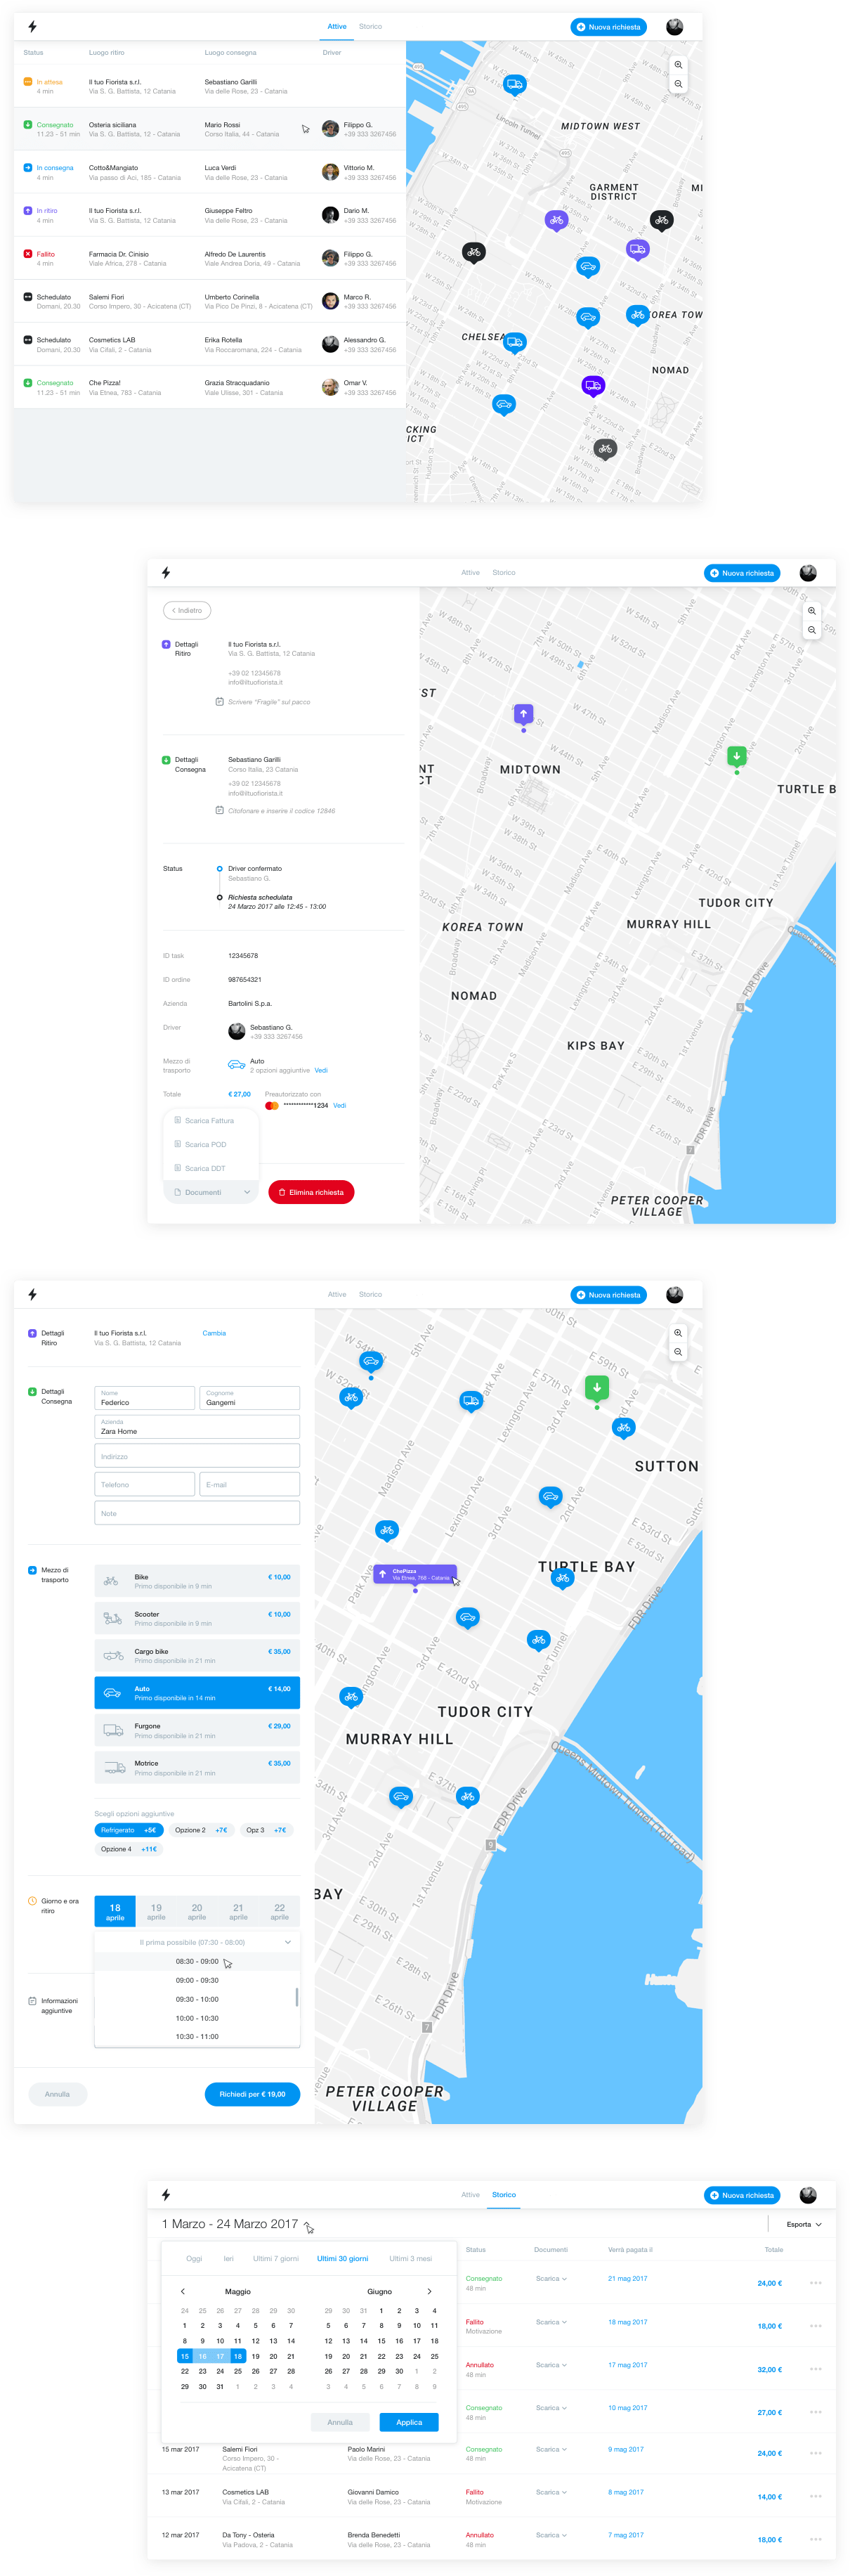 Attive Storico
Nuova richiesta
Status Luogo ritiro Luogo consegna Driver
In attesa Il tuo Fiorista s.r.l. Sebastiano Garilli
4 min Via S. G. Battista, 12 Catania Via delle Rose, 23 - Catania
Consegnato Osteria siciliana Mario Rossi Filippo G.
11.23 - 51 min Via S. G. Battista, 12 - Catania Corso Italia, 44 - Catania +39 333 3267456
In consegna Cotto&Mangiato Luca Verdi Vittorio M.
4 min Via passo di Aci, 185 - Catania Via delle Rose, 23 - Catania +39 333 3267456
In ritiro Il tuo Fiorista s.r.l. Giuseppe Feltro Dario M.
4 min Via S. G. Battista, 12 Catania Via delle Rose, 23 - Catania +39 333 3267456
Fallito Farmacia Dr. Cinisio Alfredo De Laurentis Filippo G.
4 min Viale Africa, 278 - Catania Viale Andrea Doria, 49 - Catania +39 333 3267456
Schedulato Salemi Fiori Umberto Corinella Marco R.
Domani, 20.30 Corso Impero, 30 - Acicatena (CT) Via Pico De Pinzi, 8 - Acicatena (CT) +39 333 3267456
Schedulato Cosmetics LAB Erika Rotella Alessandro G.
Domani, 20.30 Via Cifali, 2 - Catania Via Roccaromana, 224 - Catania +39 333 3267456
Consegnato Che Pizza! Grazia Stracquadanio Omar V.
11.23 - 51 min Via Etnea, 783 - Catania Viale Ulisse, 301 - Catania +39 333 3267456
Lincoln Tunnel
MIDTOWN WEST
GARMENT
DISTRICT
MI
KOREA TOW
CHELSEA
NOMAD
CKING
ICT
Attive Storico
Nuova richiesta
Indietro
Dettagli
Ritiro
Il tuo Fiorista s.r.l.
Via S. G. Battista, 12 Catania
+39 02 12345678
info@iltuofiorista.it
Scrivere "Fragile" sul pacco
Dettagli
Consegna
Sebastiano Garilli
Corso Italia, 23 Catania
+39 02 12345678
info@iltuofiorista.it
Citofonare e inserire il codice 12846
Status
Driver confermato
Sebastiano G.
Richiesta schedulata
24 Marzo 2017 alle 12:45 - 13:00
ID task 12345678
ID ordine 987654321
Azienda Bartolini S.p.a.
Driver Sebastiano G.
+39 333 3267456
Mezzo di
trasporto
Auto
2 opzioni aggiuntive Vedi
Totale € 27,00 Preautorizzato con
************1234 Vedi
Scarica Fattura
Scarica POD
Scarica DDT
Documenti
Elimina richiesta
EST
MIDTOWN
NT
CT
TURTLE B
TUDOR CITY
MURRAY HILL
KOREA TOWN
NOMAD
KIPS BAY
FDR Drive
9
7
PETER COOPER
VILLAGE
Attive Storico
Nuova richiesta
Dettagli
Ritiro
Il tuo Fiorista s.r.l. Cambia
Via S. G. Battista, 12 Catania
Dettagli
Consegna
Nome Cognome
Federico Gangemi
Azienda
Zara Home
Indirizzo
Telefono E-mail
Note
Mezzo di
trasporto
Bike € 10,00
Primo disponibile in 9 min
Scooter € 10,00
Primo disponibile in 9 min
Cargo bike € 35,00
Primo disponibile in 21 min
Auto € 14,00
Primo disponibile in 14 min
Furgone € 29,00
Primo disponibile in 21 min
Motrice € 35,00
Primo disponibile in 21 min
Scegli opzioni aggiuntive
Refrigerato +5€ Opzione 2 +7€ Opz 3 +7€
Opzione 4 +11€
Giorno e ora
ritiro
18 19 20 21 22
aprile aprile aprile aprile aprile
Il prima possibile (07:30 - 08:00)
08:30 - 09:00
09:00 - 09:30
09:30 - 10:00
10:00 - 10:30
10:30 - 11:00
Informazioni
aggiuntive
Annulla
Richiedi per € 19,00
SUTTON
TURTLE BAY
ChePizza
Via Etnea, 768 - Catania
TUDOR CITY
MURRAY HILL
FDR Drive
Queens Midtown Tunnel (Toll road)
9
BAY
7
PETER COOPER
VILLAGE
Attive Storico
Nuova richiesta
1 Marzo - 24 Marzo 2017
Esporta
Oggi Ieri Ultimi 7 giorni Ultimi 30 giorni Ultimi 3 mesi
Maggio Giugno
24 25 26 27 28 29 30 29 30 31 1 2 3 4
1 2 3 4 5 6 7 5 6 7 8 9 10 11
8 9 10 11 12 13 14 12 13 14 15 16 17 18
15 16 17 18 19 20 21 19 20 21 22 23 24 25
22 23 24 25 26 27 28 26 27 28 29 30 1 2
29 30 31 1 2 3 4 3 4 5 6 7 8 9
Annulla Applica
Status Documenti Verrà pagata il Totale
Consegnato Scarica 21 mag 2017 24,00 €
48 min
Fallito Scarica 18 mag 2017 18,00 €
Motivazione
Annullato Scarica 17 mag 2017 32,00 €
48 min
Consegnato Scarica 10 mag 2017 27,00 €
48 min
15 mar 2017 Salemi Fiori Paolo Marini Consegnato Scarica 9 mag 2017 24,00 €
Corso Impero, 30 - Via delle Rose, 23 - Catania 48 min
Acicatena (CT)
13 mar 2017 Cosmetics LAB Giovanni Damico Fallito Scarica 8 mag 2017 14,00 €
Via Cifali, 2 - Catania Via delle Rose, 23 - Catania Motivazione
12 mar 2017 Da Tony - Osteria Brenda Benedetti Annullato Scarica 7 mag 2017 18,00 €
Via Padova, 2 - Catania Via delle Rose, 23 - Catania 48 min